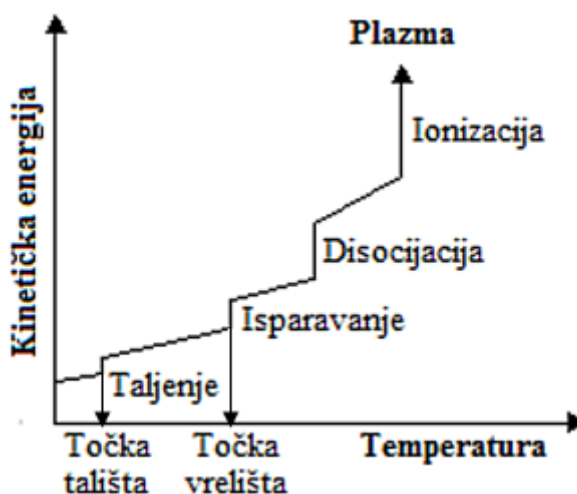 Plazma
Ionizacija
Disocijacija
Isparavanje
Taljenje
Kinetička energija
Točka
tališta
Točka
vrelišta
Temperatura